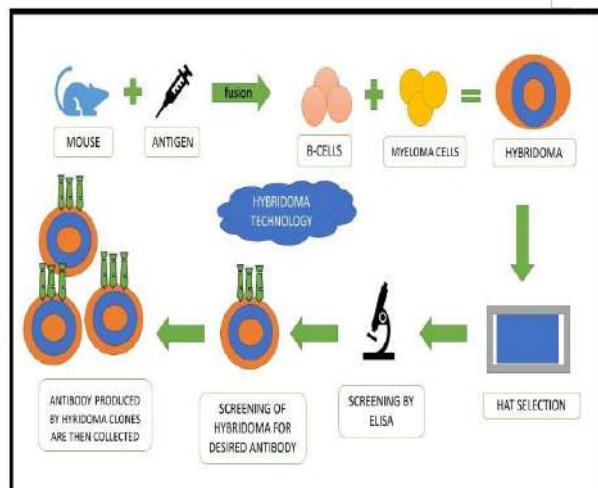 fusion
MOUSE
ANTIGEN
B-CELLS
MYELOMA CELLS
HYBRIDOMA
HYBRIDOMA
TECHNOLOGY
ANTIBODY PRODUCED
BY HYRIDOMA CLONES
ARE THEN COLLECTED
SCREENING OF
HYBRIDOMA FOR
DESIRED ANTIBODY
SCREENING BY
ELISA
HAT SELECTION